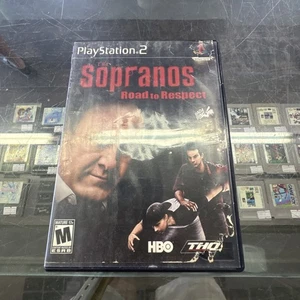 PlayStation 2
Sopranos
Road to Respect
MATURE 17+
M
ESRB
HBO
THQ